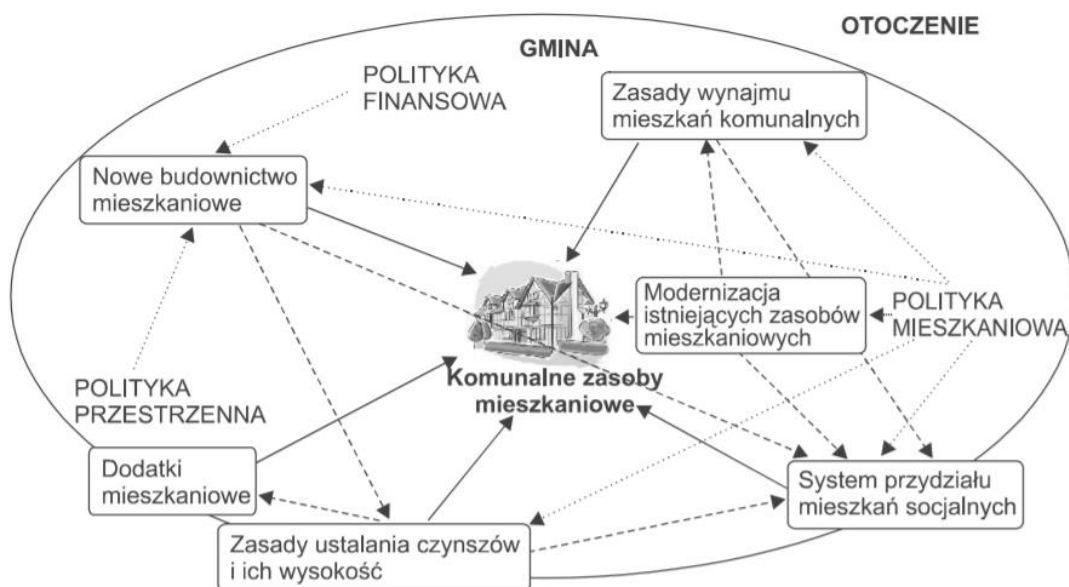 OTOCZENIE
GMINA
POLITYKA
FINANSOWA
Zasady wynajmu
mieszkań komunalnych
Nowe budownictwo
mieszkaniowe
Modernizacja
istniejących zasobów
mieszkaniowych
POLITYKA
MIESZKANIOWA
Komunalne zasoby
mieszkaniowe
POLITYKA
PRZESTRZENNA
Dodatki
mieszkaniowe
System przydziału
mieszkań socjalnych
Zasady ustalania czynszów
i ich wysokość